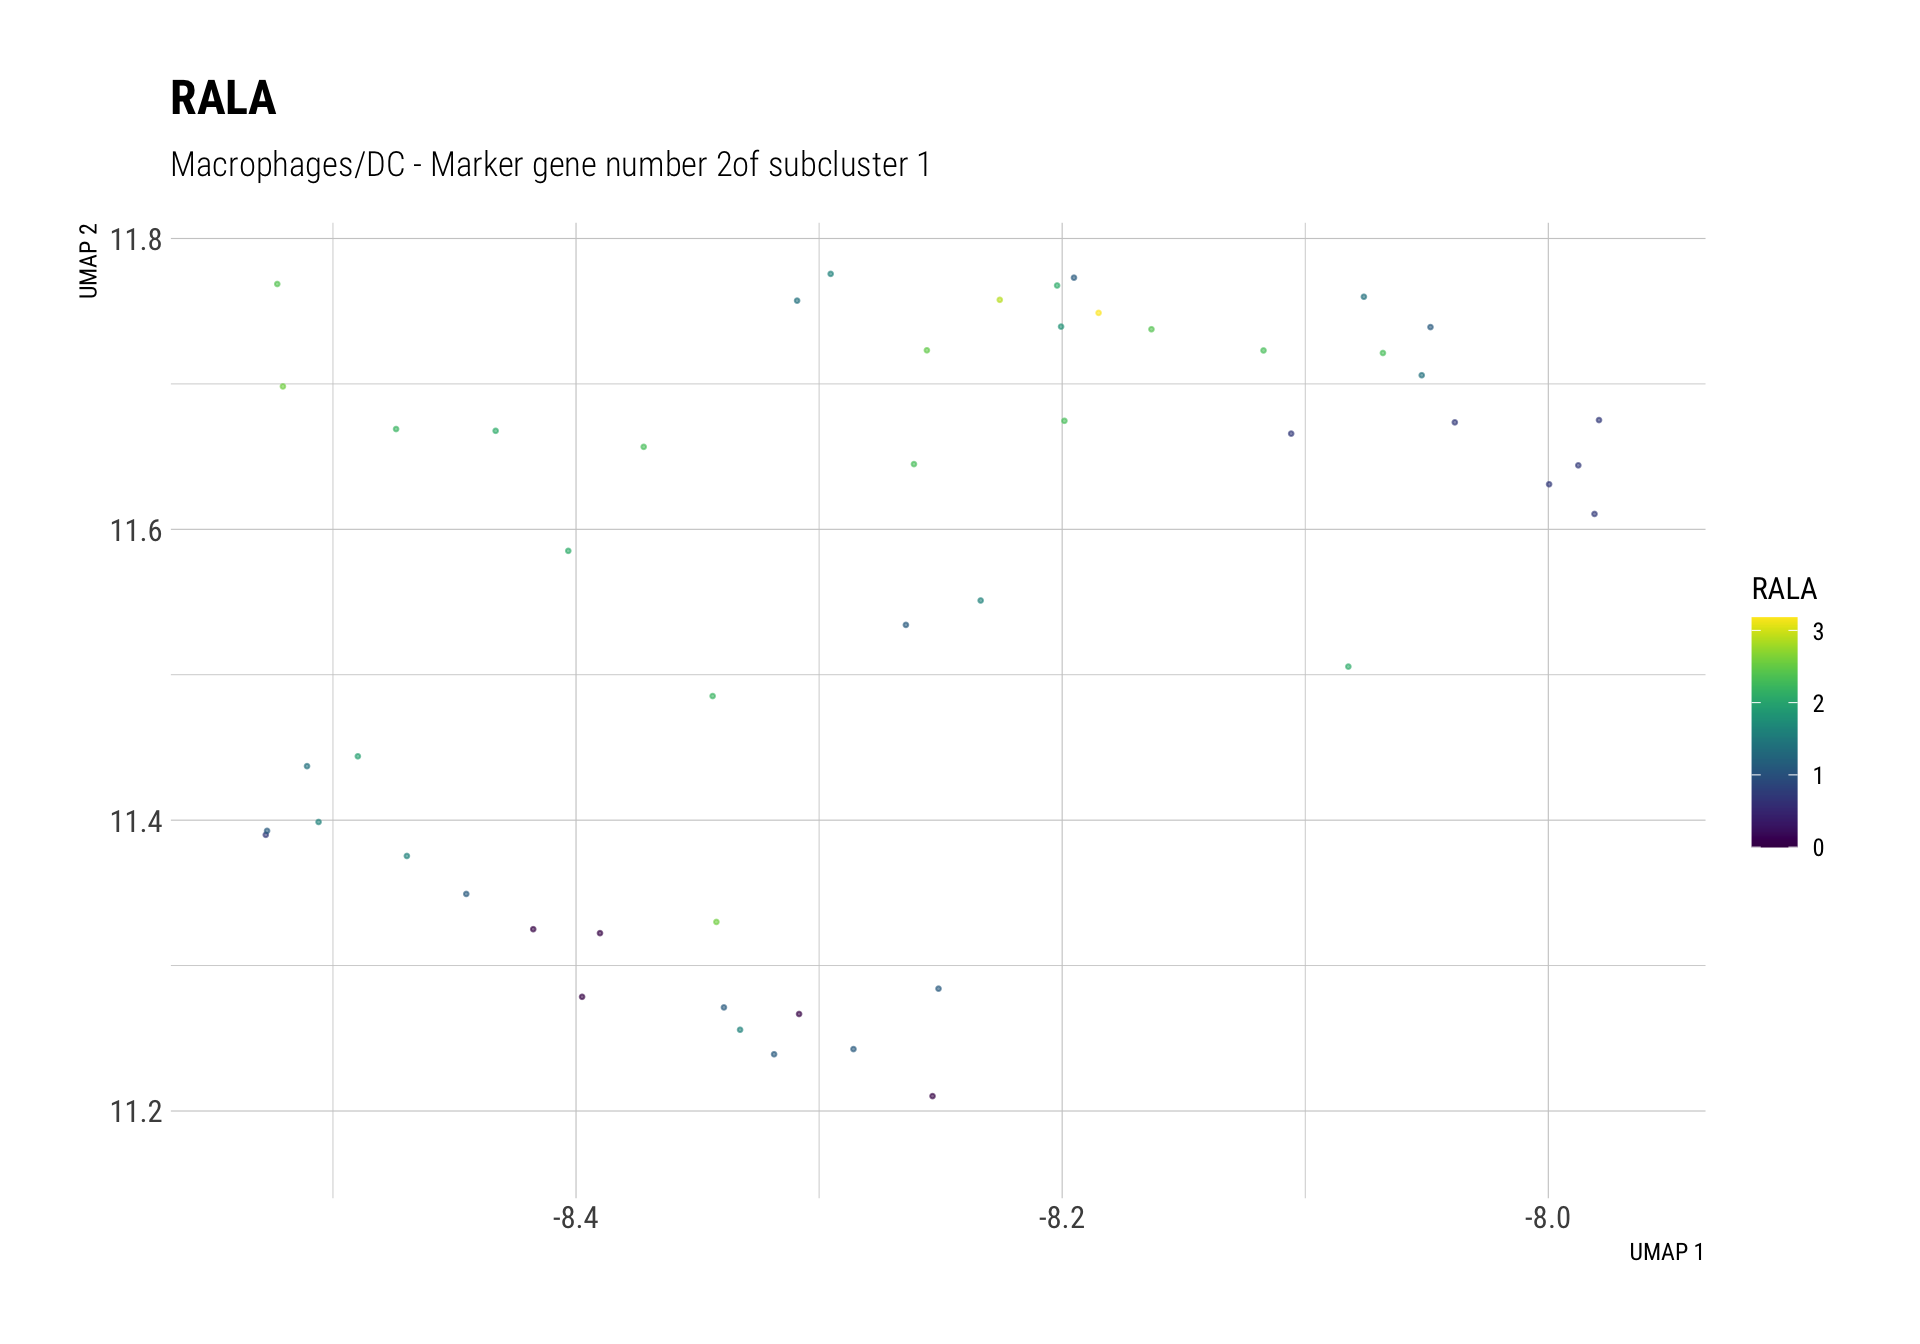 RALA
Macrophages/DC - Marker gene number 2of subcluster 1
UMAP 2
11.8
11.6
11.4
11.2
-8.4
-8.2
-8.0
UMAP 1
RALA
3
2
1
0